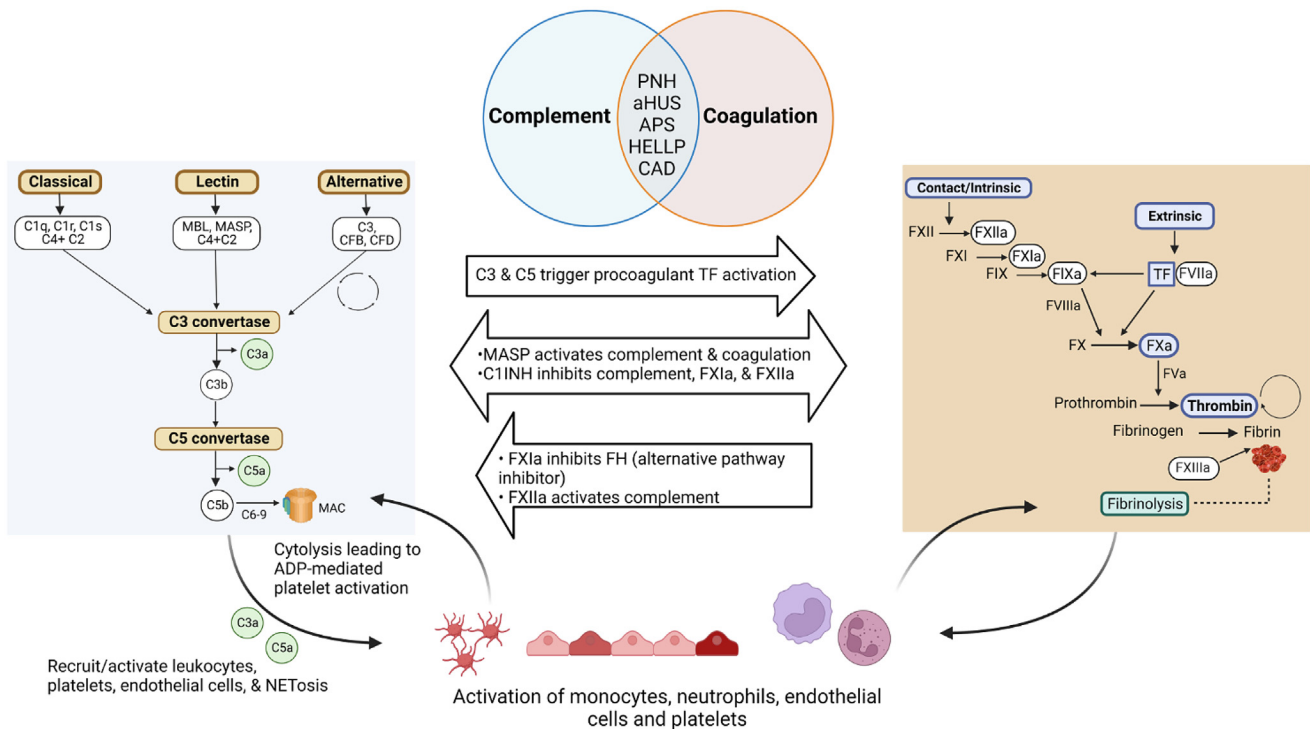 Complement
Coagulation
PNH
aHUS
APS
HELLP
CAD
Classical
Lectin
Alternative
C1q, C1r, C1s
C4+ C2
MBL, MASP,
C4+C2
C3,
CFB, CFD
C3 convertase
C3a
C3b
C5 convertase
C5a
C5b
C6-9
MAC
C3 & C5 trigger procoagulant TF activation
•MASP activates complement & coagulation
•C1INH inhibits complement, FXIa, & FXIIa
• FXIa inhibits FH (alternative pathway
inhibitor)
• FXIIa activates complement
Contact/Intrinsic
Extrinsic
FXII
FXIIa
FXI
FXIa
FIX
FIXa
TF
FVIIa
FVIIIa
FX
FXa
FVa
Prothrombin
Thrombin
Fibrinogen
Fibrin
FXIIIa
Fibrinolysis
Cytolysis leading to
ADP-mediated
platelet activation
C3a
C5a
Recruit/activate leukocytes,
platelets, endothelial cells, & NETosis
Activation of monocytes, neutrophils, endothelial
cells and platelets